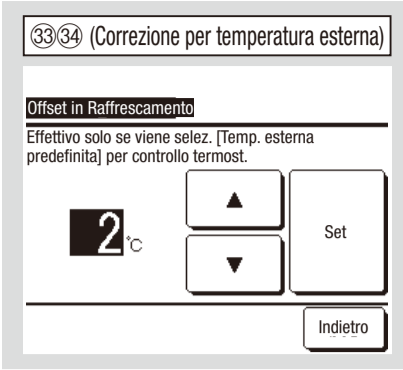 ㉝㉞ (Correzione per temperatura esterna)
Offset in Raffrescamento
Effettivo solo se viene selez. [Temp. esterna
predefinita] per controllo termost.
▲
2°C
Set
▼
Indietro